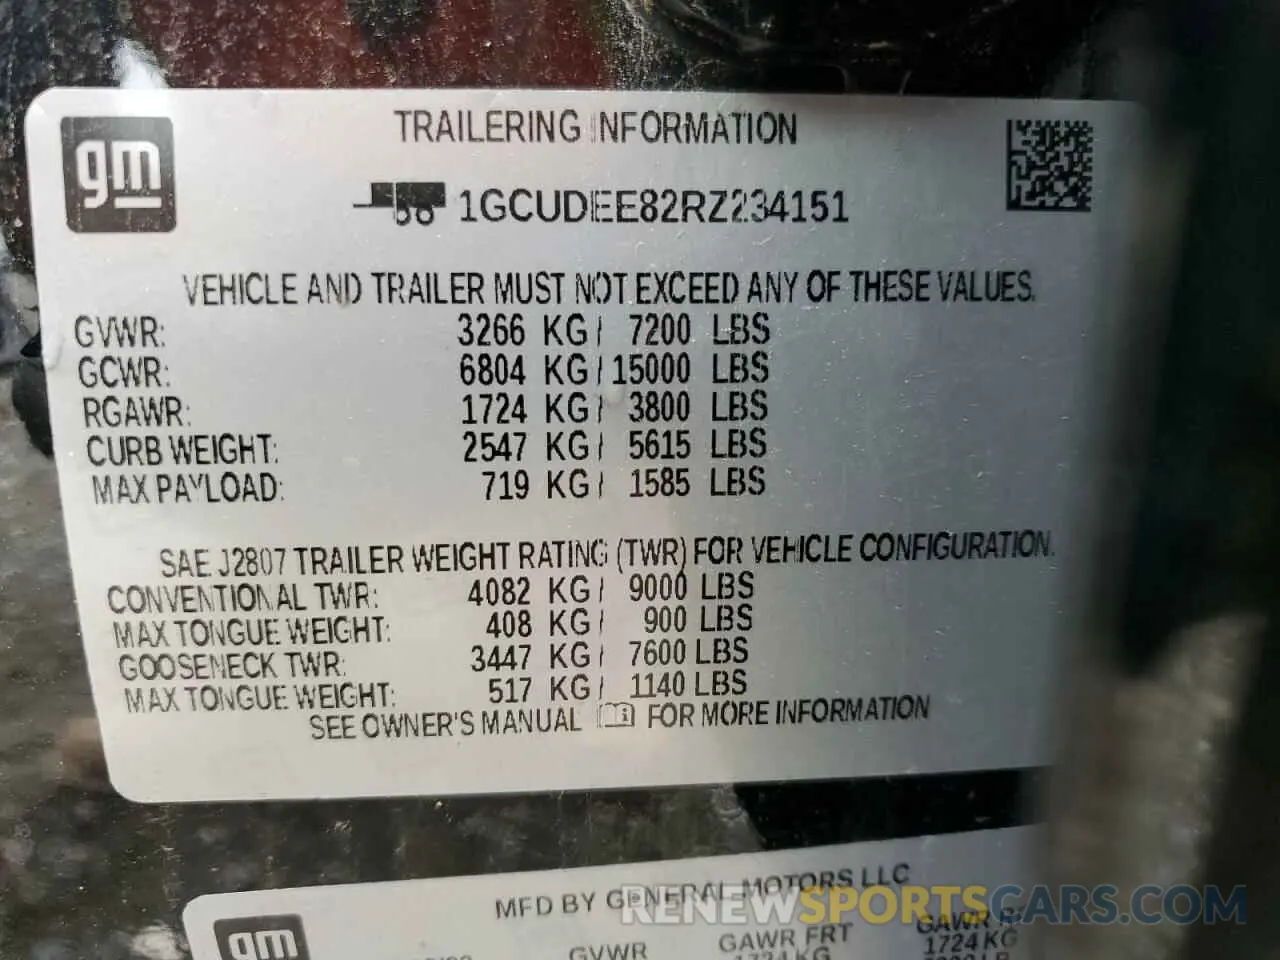 gm
TRAILERING INFORMATION
1GCUDEE82RZ234151
VEHICLE AND TRAILER MUST NOT EXCEED ANY OF THESE VALUES.
GVWR: 3266 KG / 7200 LBS
GCWR: 6804 KG / 15000 LBS
RGAWR: 1724 KG / 3800 LBS
CURB WEIGHT: 2547 KG / 5615 LBS
MAX PAYLOAD: 719 KG / 1585 LBS
SAE J2807 TRAILER WEIGHT RATING (TWR) FOR VEHICLE CONFIGURATION.
CONVENTIONAL TWR: 4082 KG / 9000 LBS
MAX TONGUE WEIGHT: 408 KG / 900 LBS
GOOSENECK TWR: 3447 KG / 7600 LBS
MAX TONGUE WEIGHT: 517 KG / 1140 LBS
SEE OWNER'S MANUAL FOR MORE INFORMATION
MFD BY GENERAL MOTORS LLC
RENEWSPORTSCARS.COM
gm
GVWR GAWR FRT GAWR
1724 KG 1724 KG